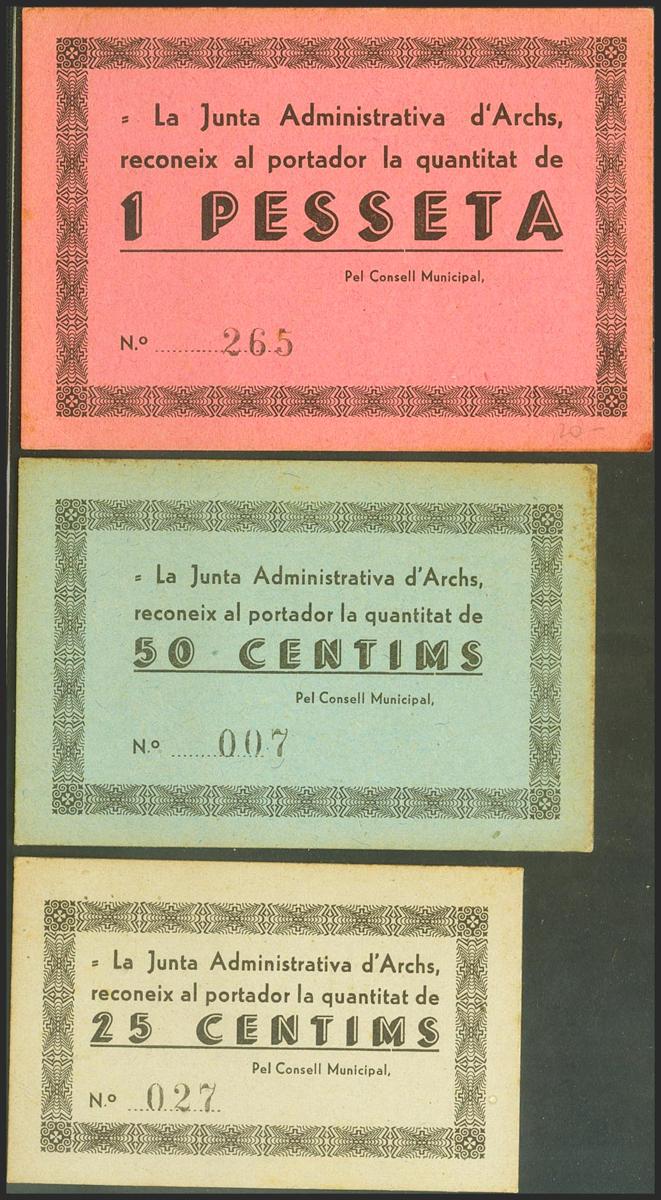 = La Junta Administrativa d'Archs,
reconeix al portador la quantitat de
1 PESSETA
Pel Consell Municipal,
N.º 265
20-
= La Junta Administrativa d'Archs,
reconeix al portador la quantitat de
50 CENTIMS
Pel Consell Municipal,
N.º 007
= La Junta Administrativa d'Archs,
reconeix al portador la quantitat de
25 CENTIMS
Pel Consell Municipal,
N.º 027